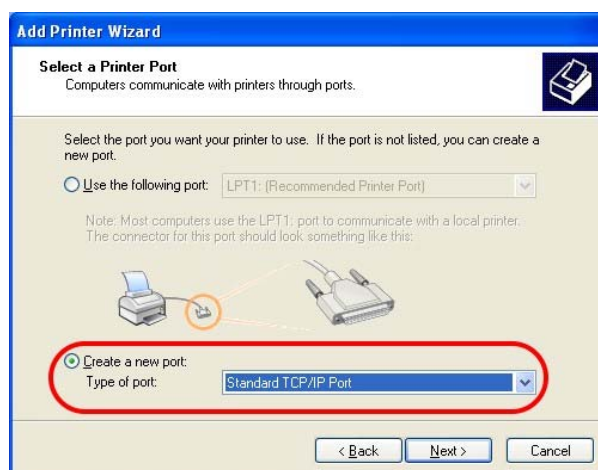 Add Printer Wizard
Select a Printer Port
Computers communicate with printers through ports.
Select the port you want your printer to use. If the port is not listed, you can create a
new port.
Use the following port: LPT1: (Recommended Printer Port)
Note: Most computers use the LPT1: port to communicate with a local printer.
The connector for this port should look something like this:
Create a new port:
Type of port: Standard TCP/IP Port
< Back Next > Cancel